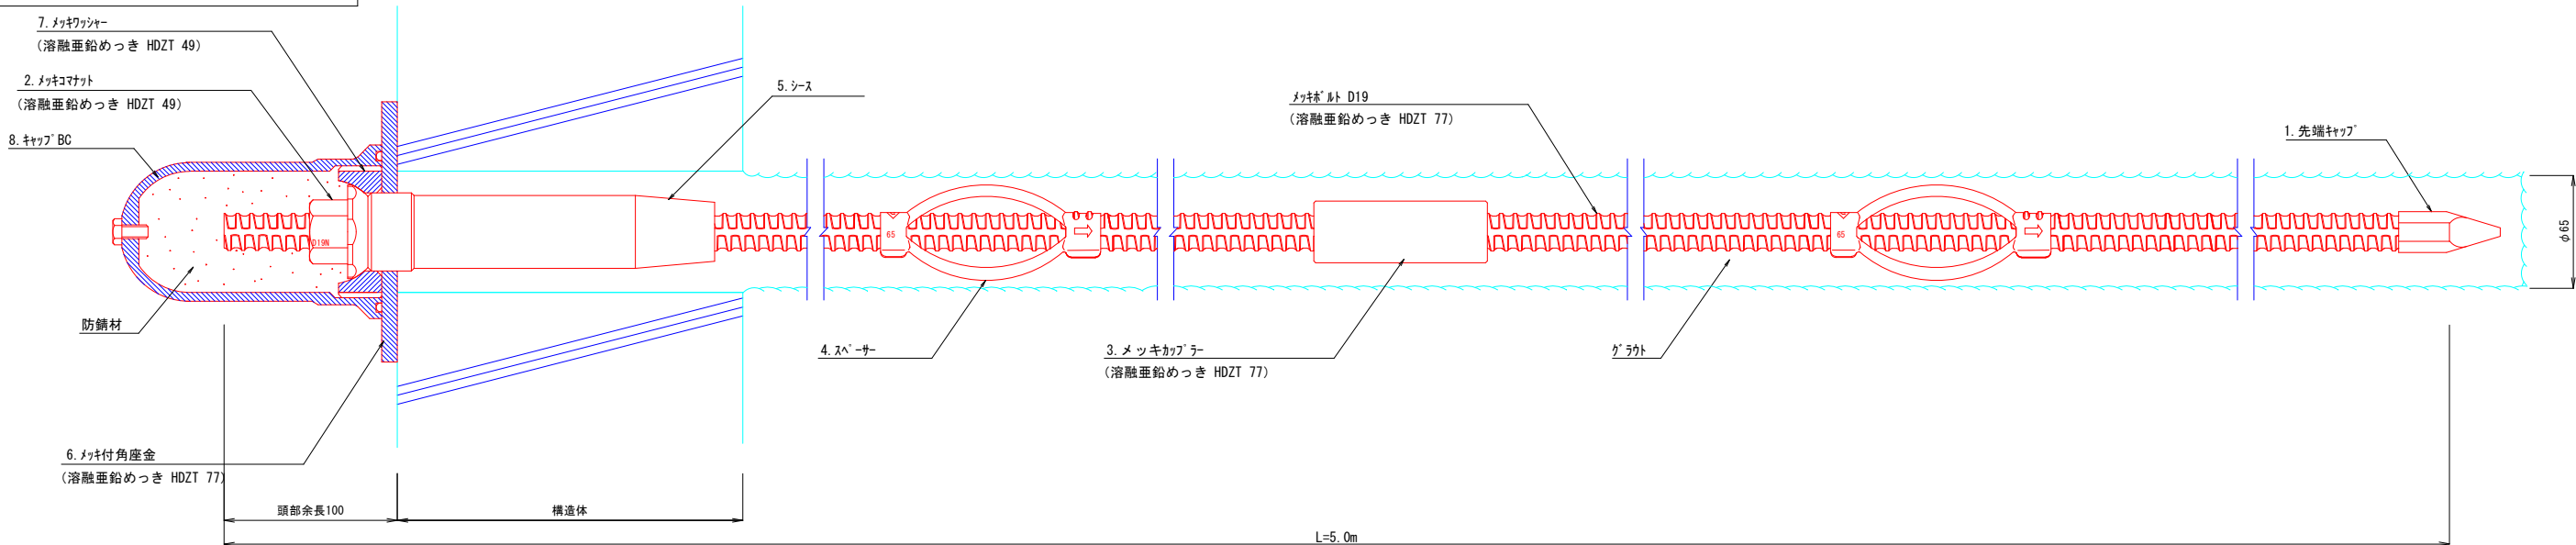 7.ﾒｯｷﾜｯｼｬｰ
(溶融亜鉛めっき HDZT 49)
2.ﾒｯｷｺﾏﾅｯﾄ
(溶融亜鉛めっき HDZT 49)
8.ｷｬｯﾌﾟBC
5.ｼｰｽ
ﾒｯｷﾎﾞﾙﾄ D19
(溶融亜鉛めっき HDZT 77)
1.先端ｷｬｯﾌﾟ
D19N
65
65
φ65
防錆材
4.ｽﾍﾟｰｻｰ
3.メッキｶｯﾌﾟﾗｰ
(溶融亜鉛めっき HDZT 77)
ｸﾞﾗｳﾄ
6.ﾒｯｷ付角座金
(溶融亜鉛めっき HDZT 77)
頭部余長100
構造体
L=5.0m